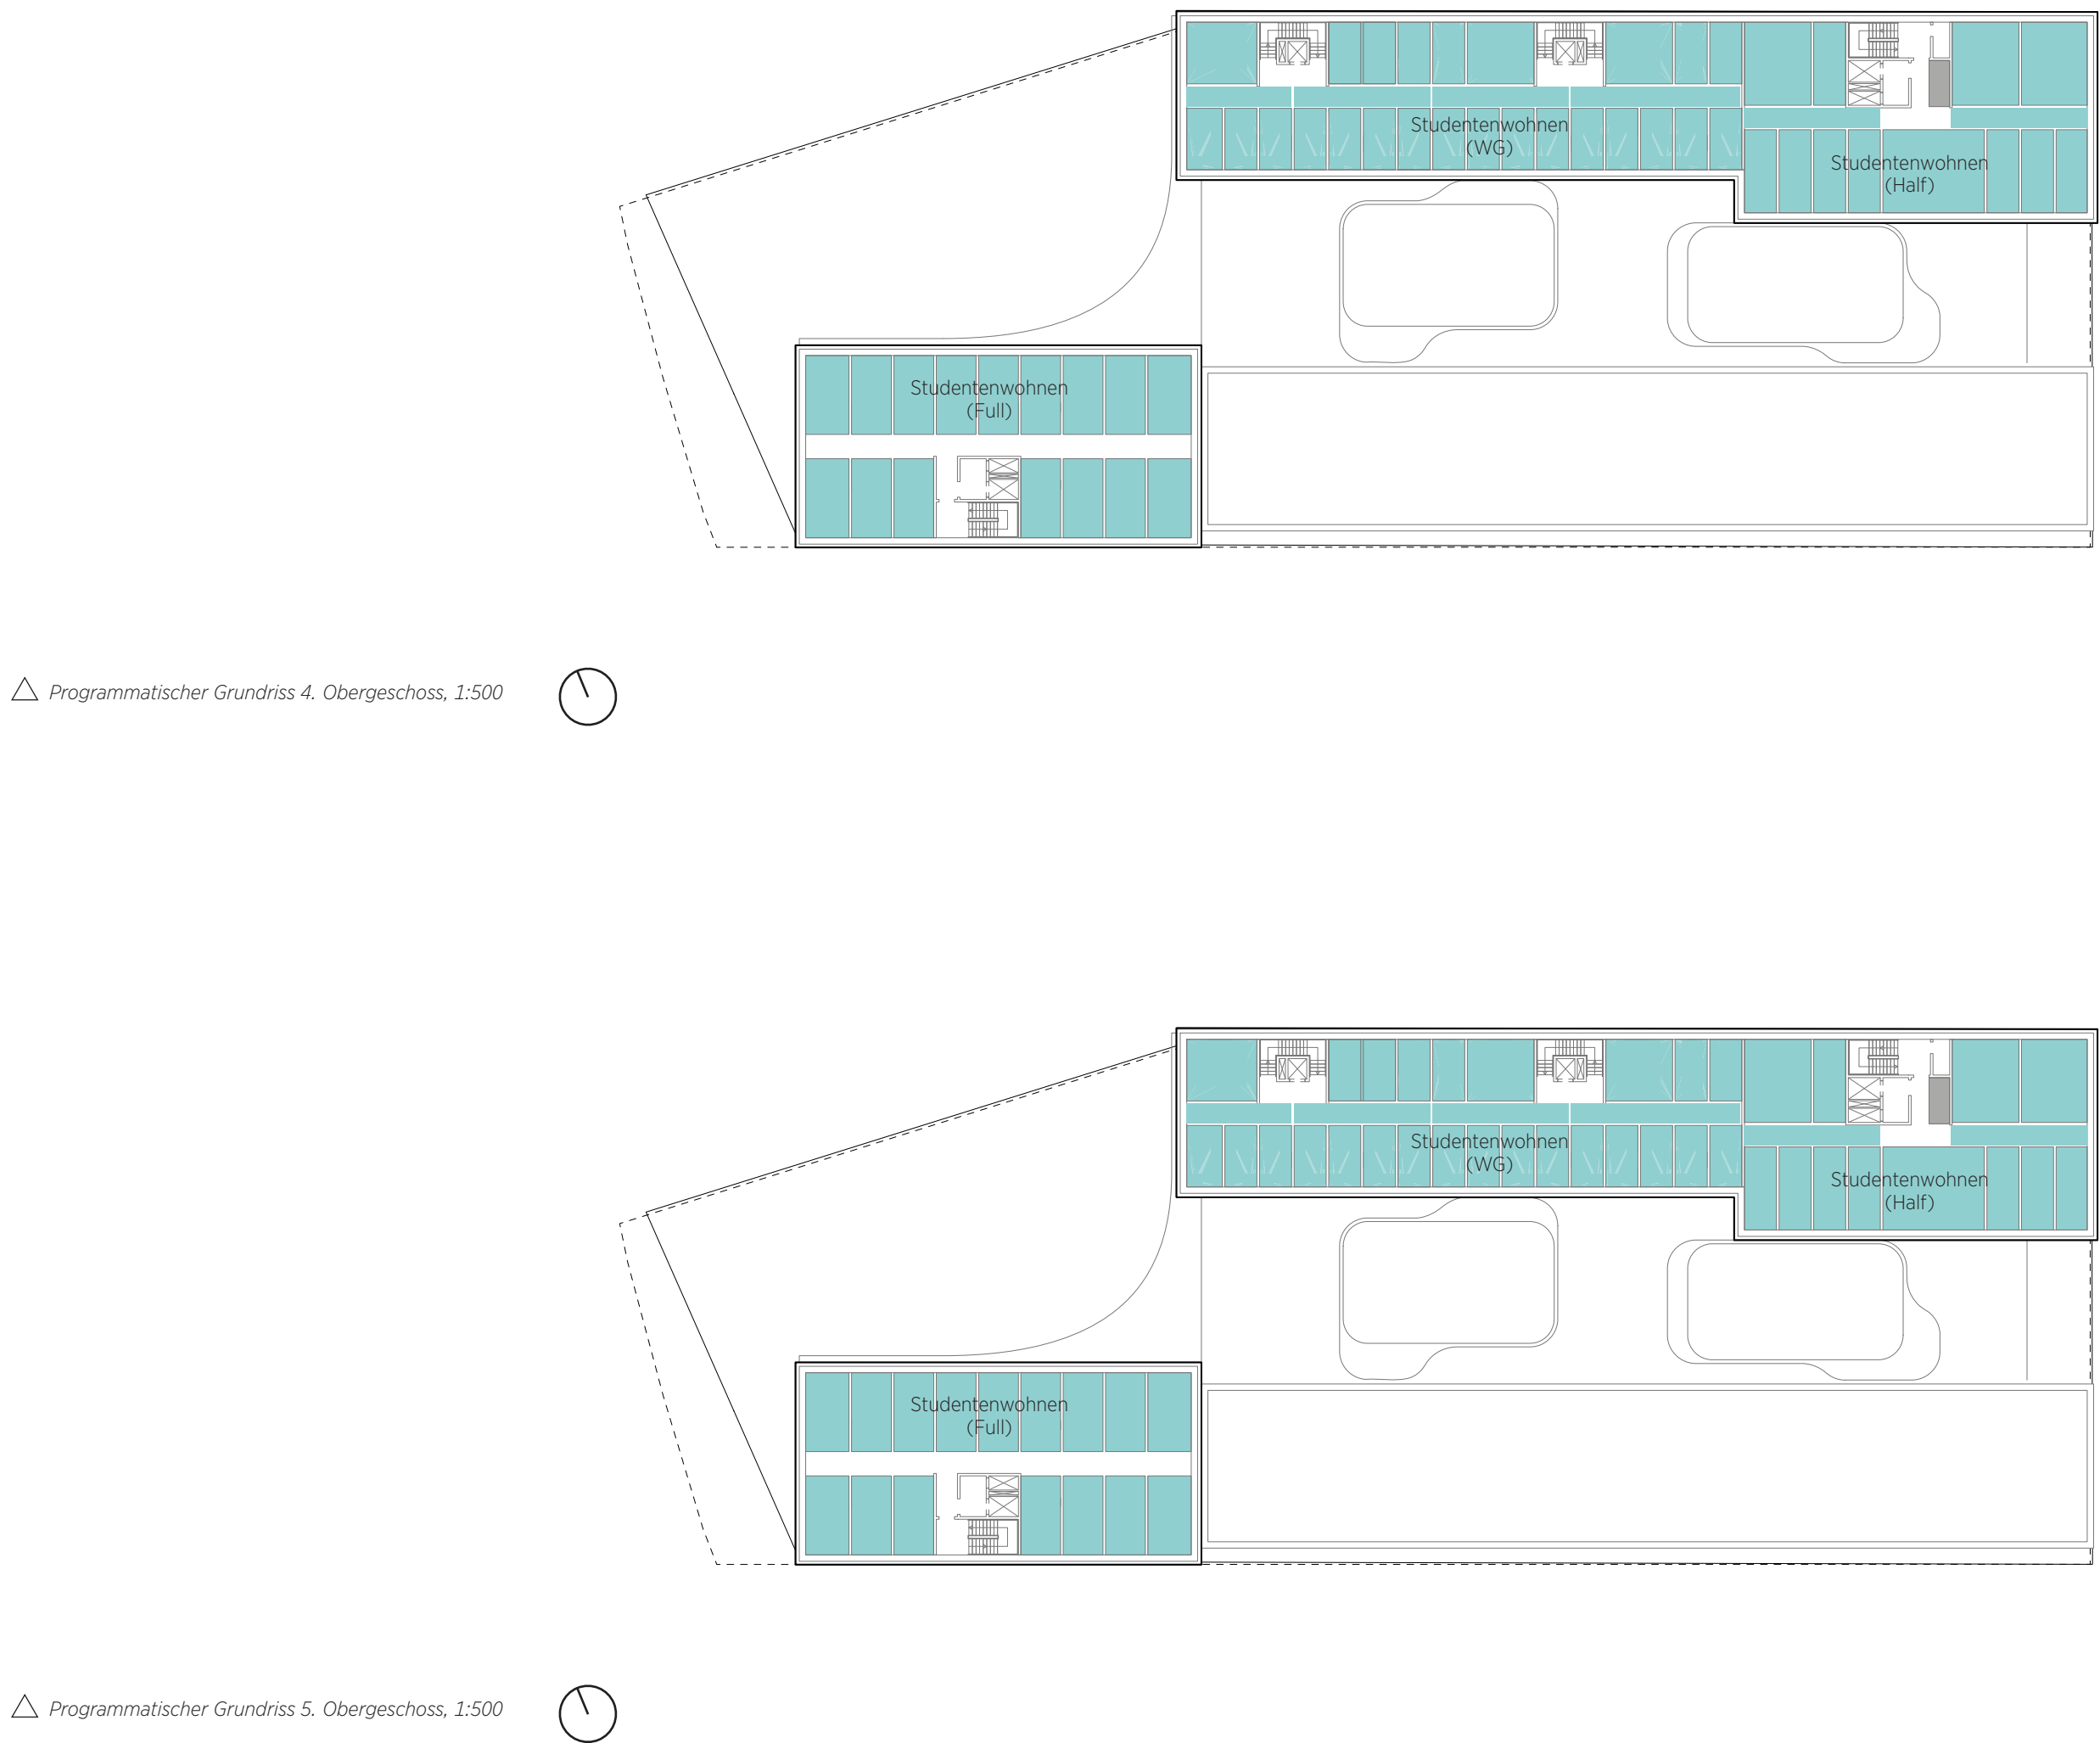 Studentenwohnen
(WG)
Studentenwohnen
(Half)
Studentenwohnen
(Full)
Programmatischer Grundriss 4. Obergeschoss, 1:500
Studentenwohnen
(WG)
Studentenwohnen
(Half)
Studentenwohnen
(Full)
Programmatischer Grundriss 5. Obergeschoss, 1:500